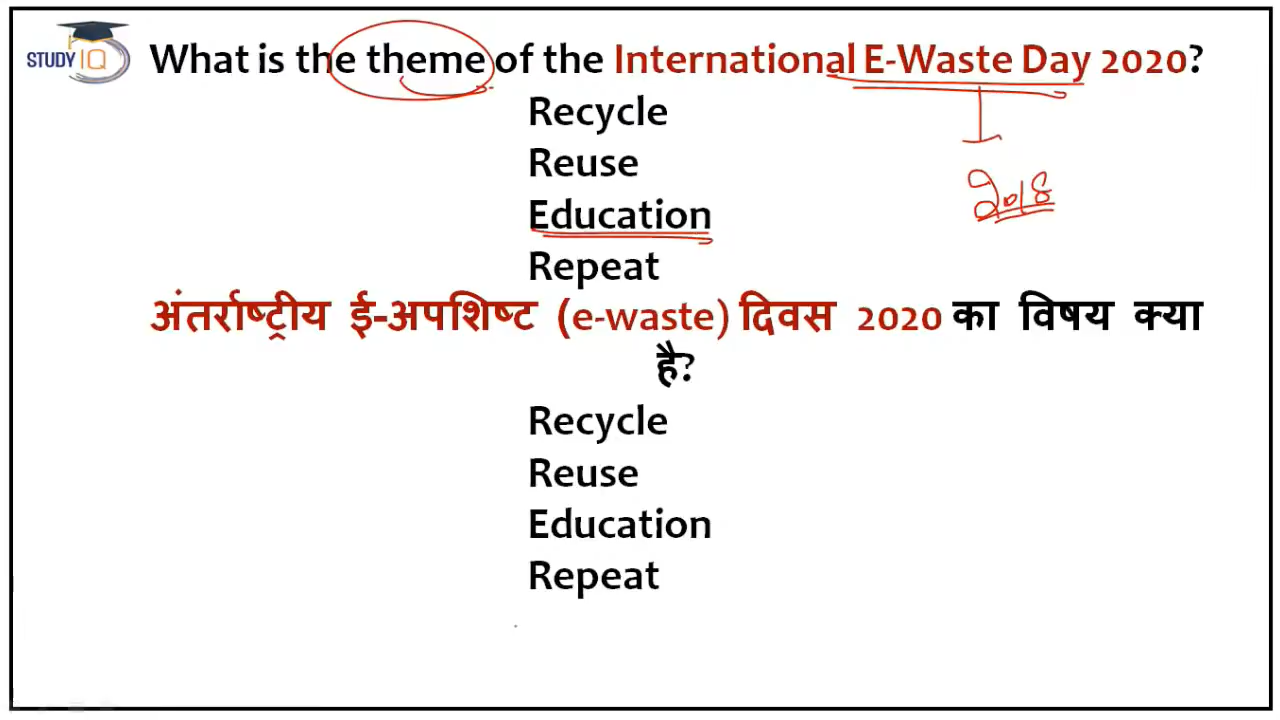 STUDY IQ
What is the theme of the International E-Waste Day 2020?
Recycle
Reuse
2018
Education
Repeat
अंतर्राष्ट्रीय ई-अपशिष्ट (e-waste) दिवस 2020 का विषय क्या
है?
Recycle
Reuse
Education
Repeat